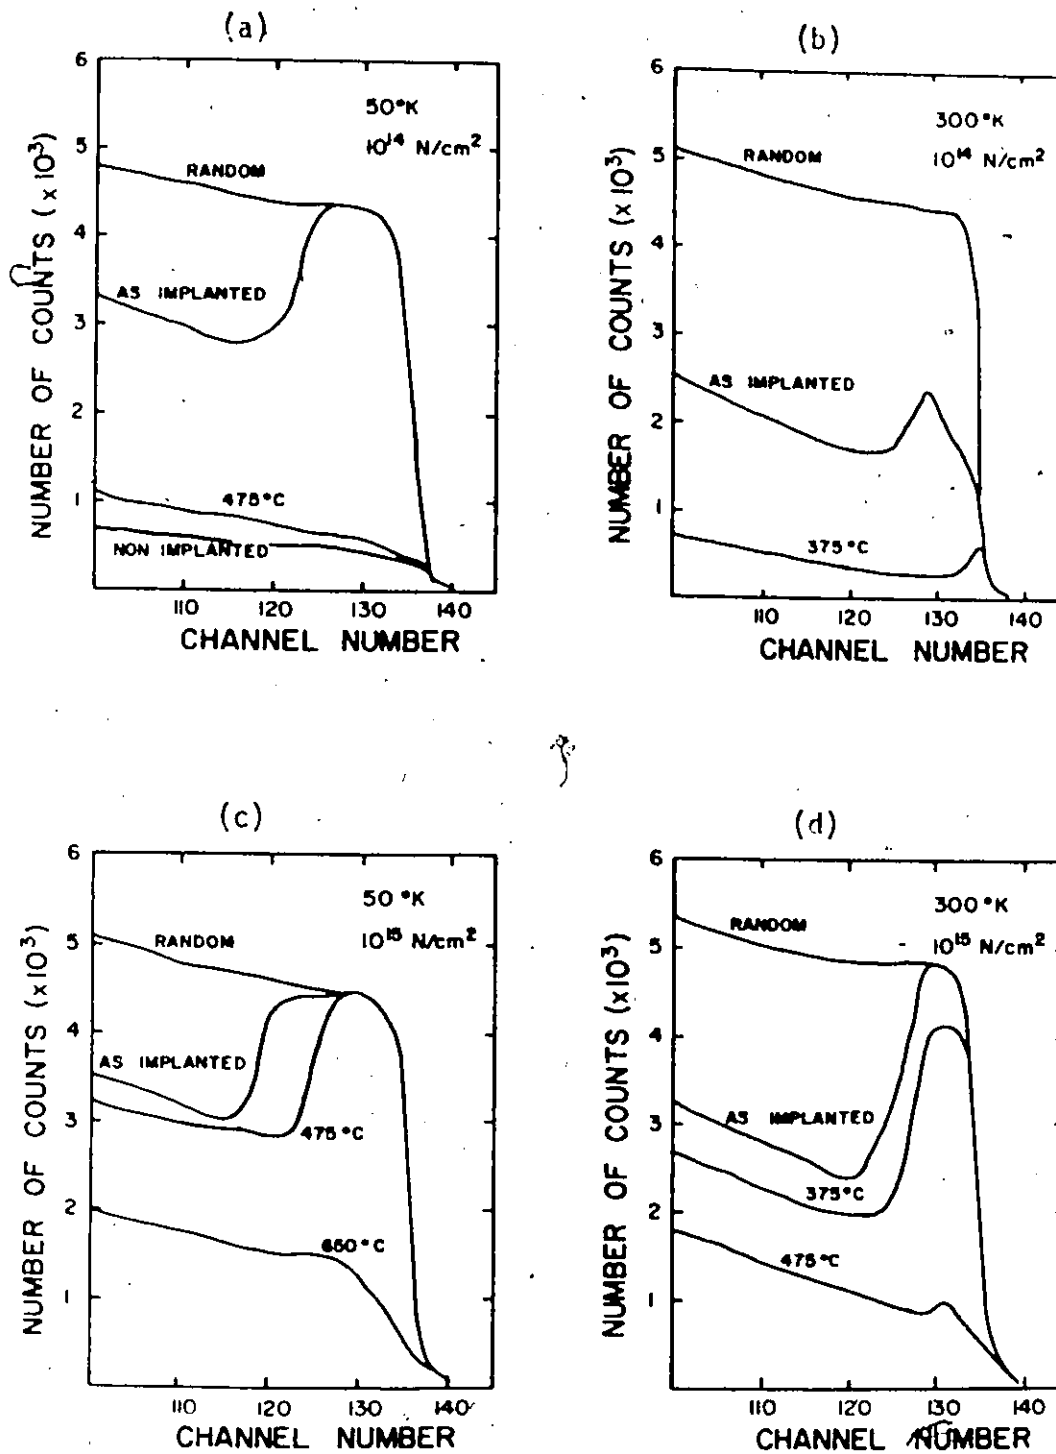 (a)
6
5
4
3
2
1
NUMBER OF COUNTS (x10³)
50°K
10¹⁴ N/cm²
RANDOM
AS IMPLANTED
475°C
NON IMPLANTED
110 120 130 140
CHANNEL NUMBER
(b)
6
5
4
3
2
1
NUMBER OF COUNTS (x10³)
300°K
10¹⁴ N/cm²
RANDOM
AS IMPLANTED
375°C
110 120 130 140
CHANNEL NUMBER
(c)
6
5
4
3
2
1
NUMBER OF COUNTS (x10³)
50°K
10¹⁵ N/cm²
RANDOM
AS IMPLANTED
475°C
650°C
110 120 130 140
CHANNEL NUMBER
(d)
6
5
4
3
2
1
NUMBER OF COUNTS (x10³)
300°K
10¹⁵ N/cm²
RANDOM
AS IMPLANTED
375°C
475°C
110 120 130 140
CHANNEL NUMBER